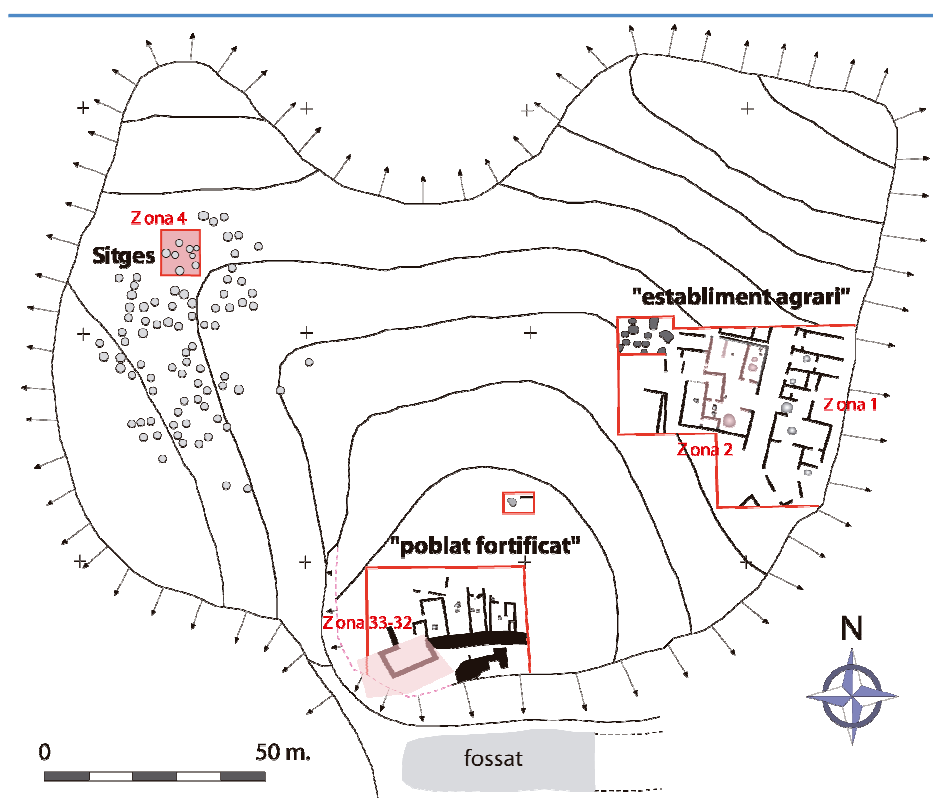 Zona 4
Sitges
"establiment agrari"
Zona 1
Zona 2
"poblat fortificat"
Zona 33-32
N
0 50 m.
fossat